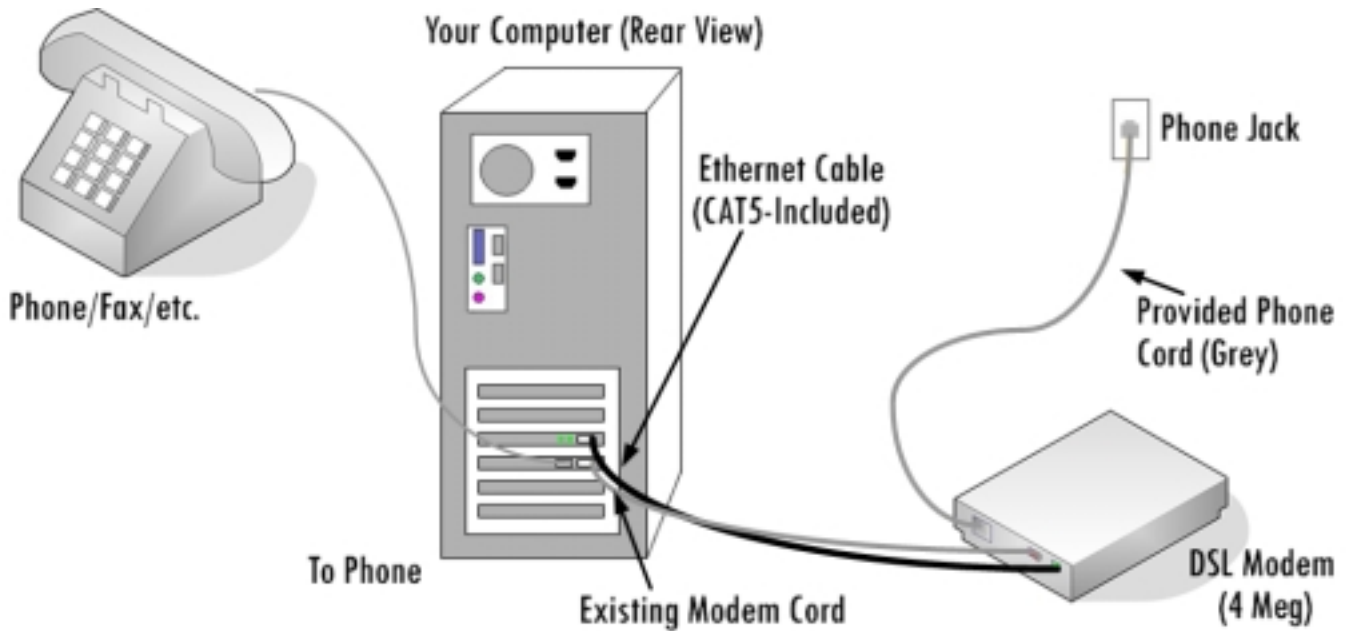 Your Computer (Rear View)
Phone Jack
Ethernet Cable
(CAT5-Included)
Phone/Fax/etc.
Provided Phone
Cord (Grey)
To Phone
Existing Modem Cord
DSL Modem
(4 Meg)